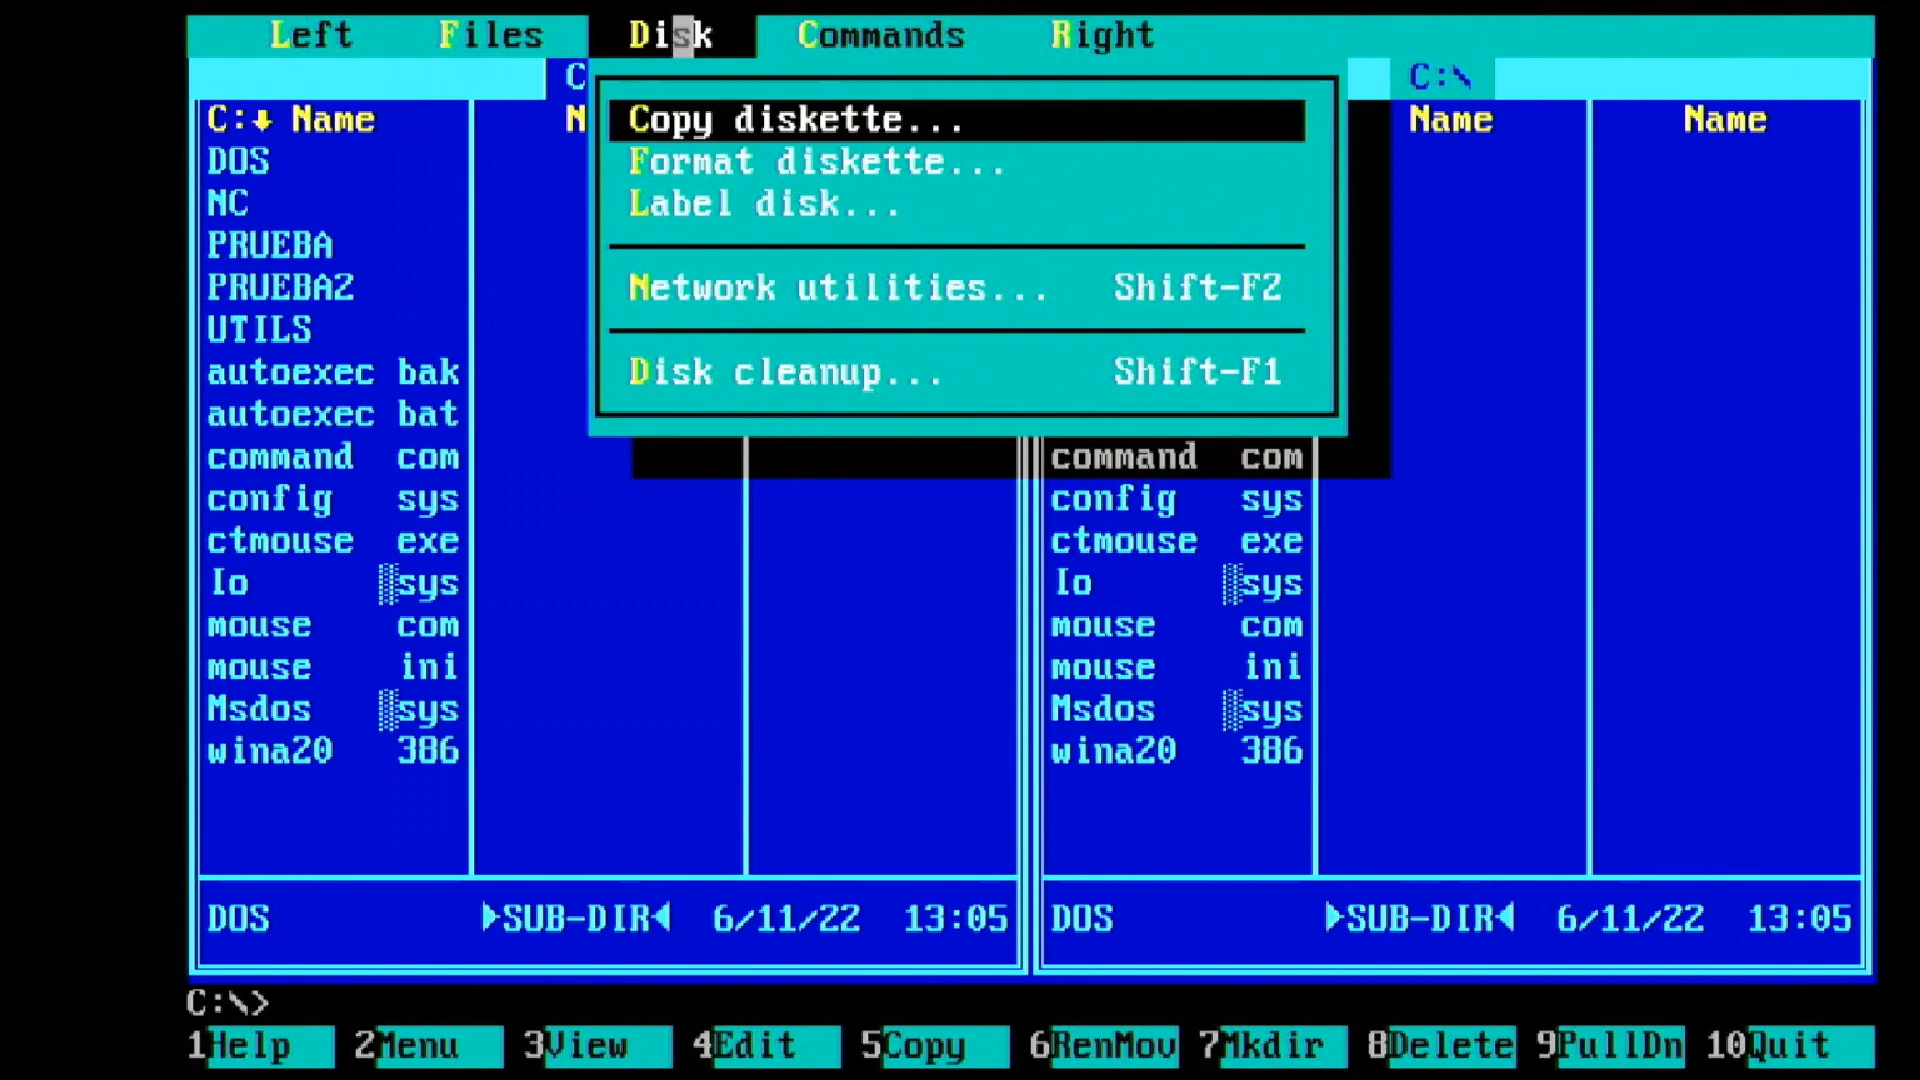 Left Files Disk Commands Right
C C:\
C:↓ Name N Copy diskette... Name Name
DOS Format diskette...
NC Label disk...
PRUEBA
PRUEBA2 Network utilities... Shift-F2
UTILS
autoexec bak Disk cleanup... Shift-F1
autoexec bat
command com command com
config sys config sys
ctmouse exe ctmouse exe
Io ░sys Io ░sys
mouse com mouse com
mouse ini mouse ini
Msdos ░sys Msdos ░sys
wina20 386 wina20 386
DOS ►SUB-DIR◄ 6/11/22 13:05 DOS ►SUB-DIR◄ 6/11/22 13:05
C:\>
1Help 2Menu 3View 4Edit 5Copy 6RenMov 7Mkdir 8Delete 9PullDn 10Quit